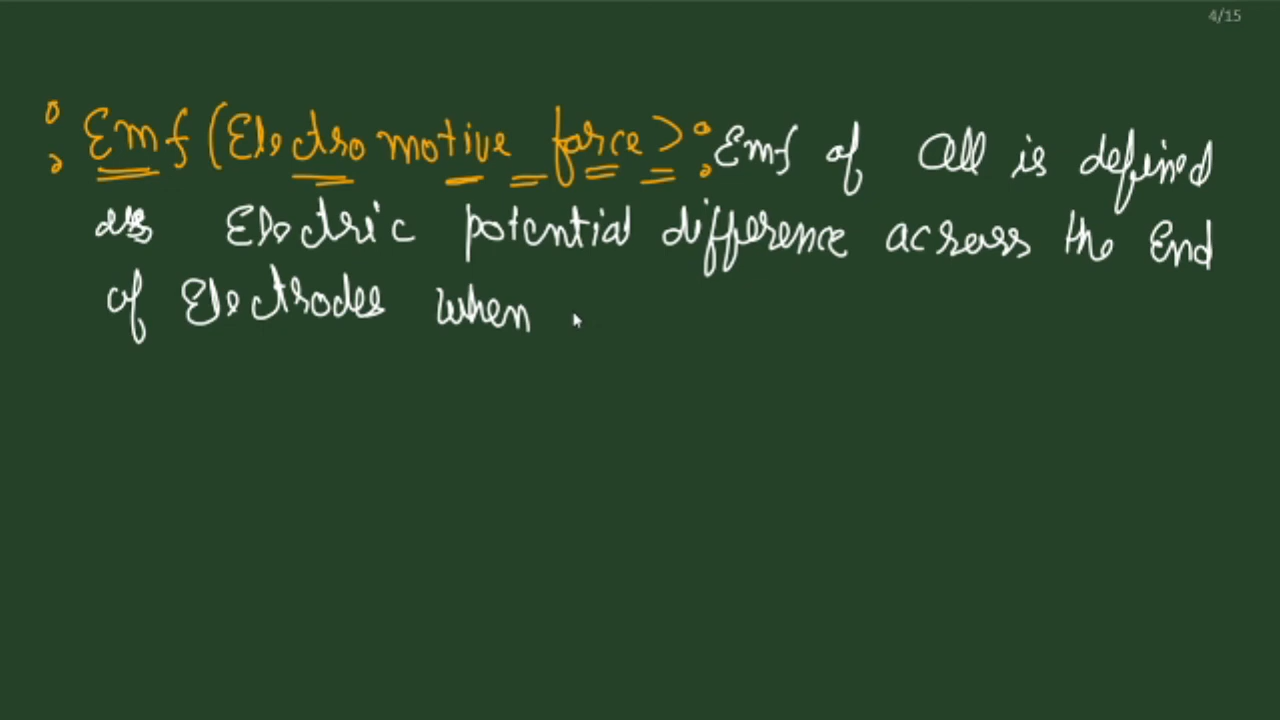 4/15
: Emf (Electromotive force) : Emf of Cell is defined
as Electric potential difference across the End
of Electrodes when